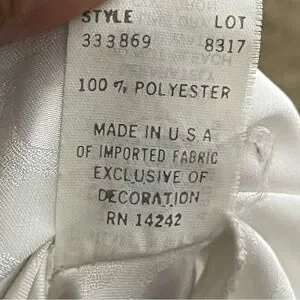 STYLE LOT
333869 8317
100 % POLYESTER
MADE IN U.S.A
OF IMPORTED FABRIC
EXCLUSIVE OF
DECORATION
RN 14242